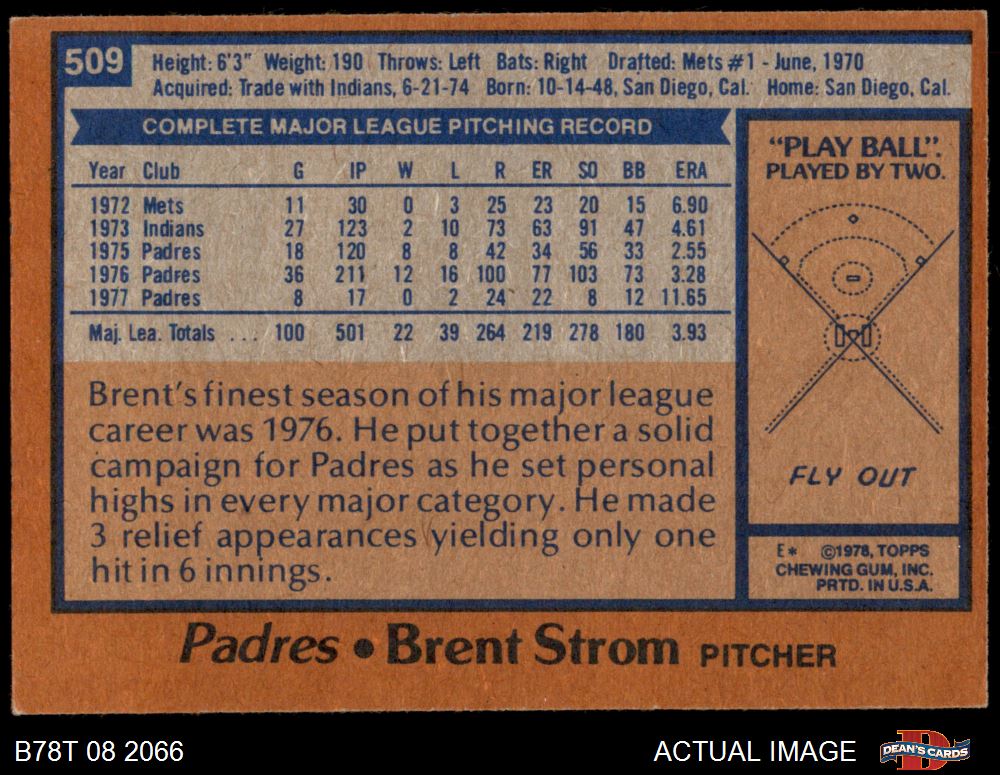 509
Height: 6'3" Weight: 190 Throws: Left Bats: Right Drafted: Mets #1 - June, 1970
Acquired: Trade with Indians, 6-21-74 Born: 10-14-48, San Diego, Cal. Home: San Diego, Cal.
COMPLETE MAJOR LEAGUE PITCHING RECORD
Year Club G IP W L R ER SO BB ERA
1972 Mets 11 30 0 3 25 23 20 15 6.90
1973 Indians 27 123 2 10 73 63 91 47 4.61
1975 Padres 18 120 8 8 42 34 56 33 2.55
1976 Padres 36 211 12 16 100 77 103 73 3.28
1977 Padres 8 17 0 2 24 22 8 12 11.65
Maj. Lea. Totals ... 100 501 22 39 264 219 278 180 3.93
Brent's finest season of his major league
career was 1976. He put together a solid
campaign for Padres as he set personal
highs in every major category. He made
3 relief appearances yielding only one
hit in 6 innings.
"PLAY BALL".
PLAYED BY TWO.
FLY OUT
E* ©1978, TOPPS
CHEWING GUM, INC.
PRTD. IN U.S.A.
Padres • Brent Strom PITCHER
B78T 08 2066
ACTUAL IMAGE
D
DEAN'S CARDS